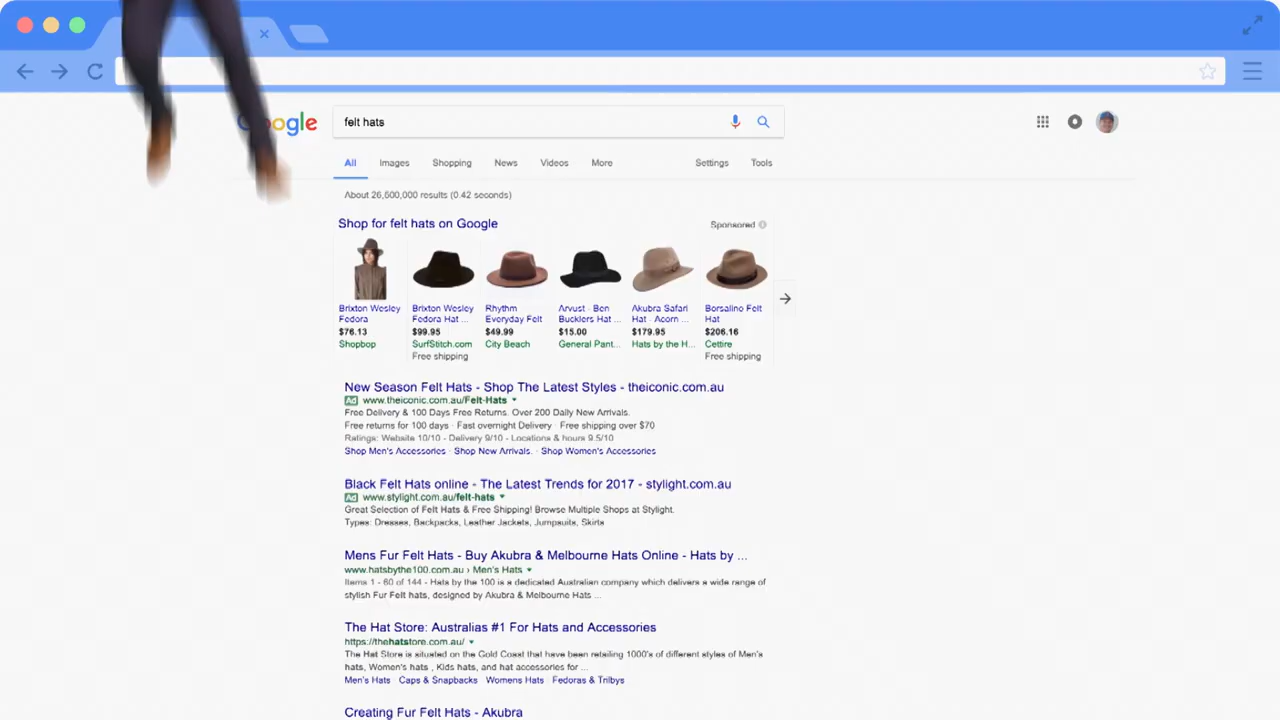 Google
felt hats
All Images Shopping News Videos More Settings Tools
About 26,600,000 results (0.42 seconds)
Shop for felt hats on Google
Sponsored
Brixton Wesley
Fedora
$76.13
Shopbop
Brixton Wesley
Fedora Hat ...
$99.95
SurfStitch.com
Free shipping
Rhythm
Everyday Felt
$49.99
City Beach
Arvust - Ben
Bucklers Hat ...
$15.00
General Pant...
Akubra Safari
Hat - Acorn ...
$179.95
Hats by the H...
Borsalino Felt
Hat
$206.16
Cettire
Free shipping
New Season Felt Hats - Shop The Latest Styles - theiconic.com.au
Ad www.theiconic.com.au/Felt-Hats
Free Delivery & 100 Days Free Returns. Over 200 Daily New Arrivals.
Free returns for 100 days · Fast overnight Delivery · Free shipping over $70
Ratings: Website 10/10 - Delivery 9/10 - Locations & hours 9.5/10
Shop Men's Accessories · Shop New Arrivals. · Shop Women's Accessories
Black Felt Hats online - The Latest Trends for 2017 - stylight.com.au
Ad www.stylight.com.au/felt-hats
Great Selection of Felt Hats & Free Shipping! Browse Multiple Shops at Stylight.
Types: Dresses, Backpacks, Leather Jackets, Jumpsuits, Skirts
Mens Fur Felt Hats - Buy Akubra & Melbourne Hats Online - Hats by ...
www.hatsbythe100.com.au › Men's Hats
Items 1 - 60 of 144 - Hats by the 100 is a dedicated Australian company which delivers a wide range of
stylish Fur Felt hats, designed by Akubra & Melbourne Hats ...
The Hat Store: Australias #1 For Hats and Accessories
https://thehatstore.com.au/
The Hat Store is situated on the Gold Coast that have been retailing 1000's of different styles of Men's
hats, Women's hats , Kids hats, and hat accessories for ...
Men's Hats · Caps & Snapbacks · Womens Hats · Fedoras & Trilbys
Creating Fur Felt Hats - Akubra